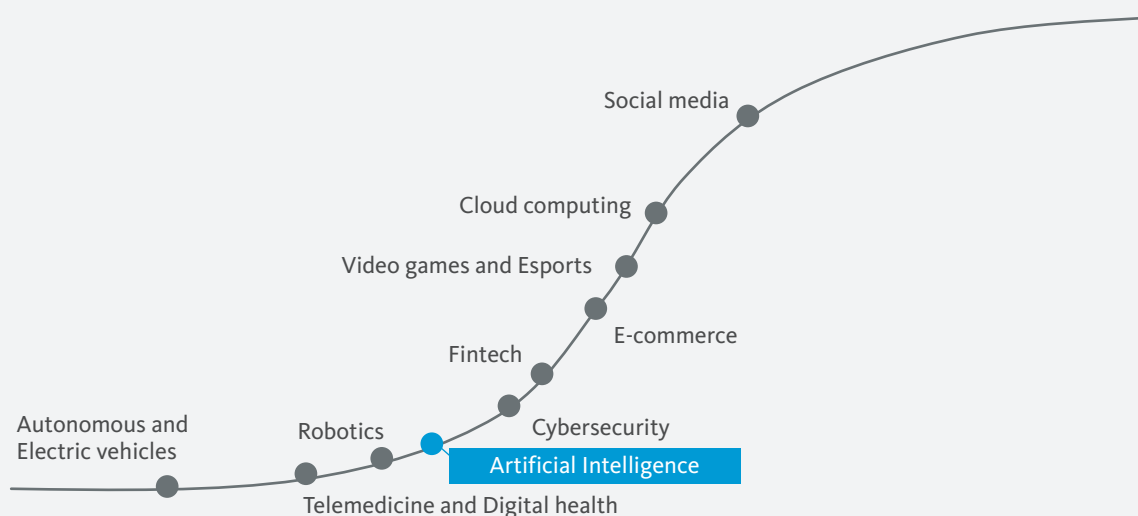 Social media
Cloud computing
Video games and Esports
E-commerce
Fintech
Autonomous and
Electric vehicles
Robotics
Cybersecurity
Artificial Intelligence
Telemedicine and Digital health